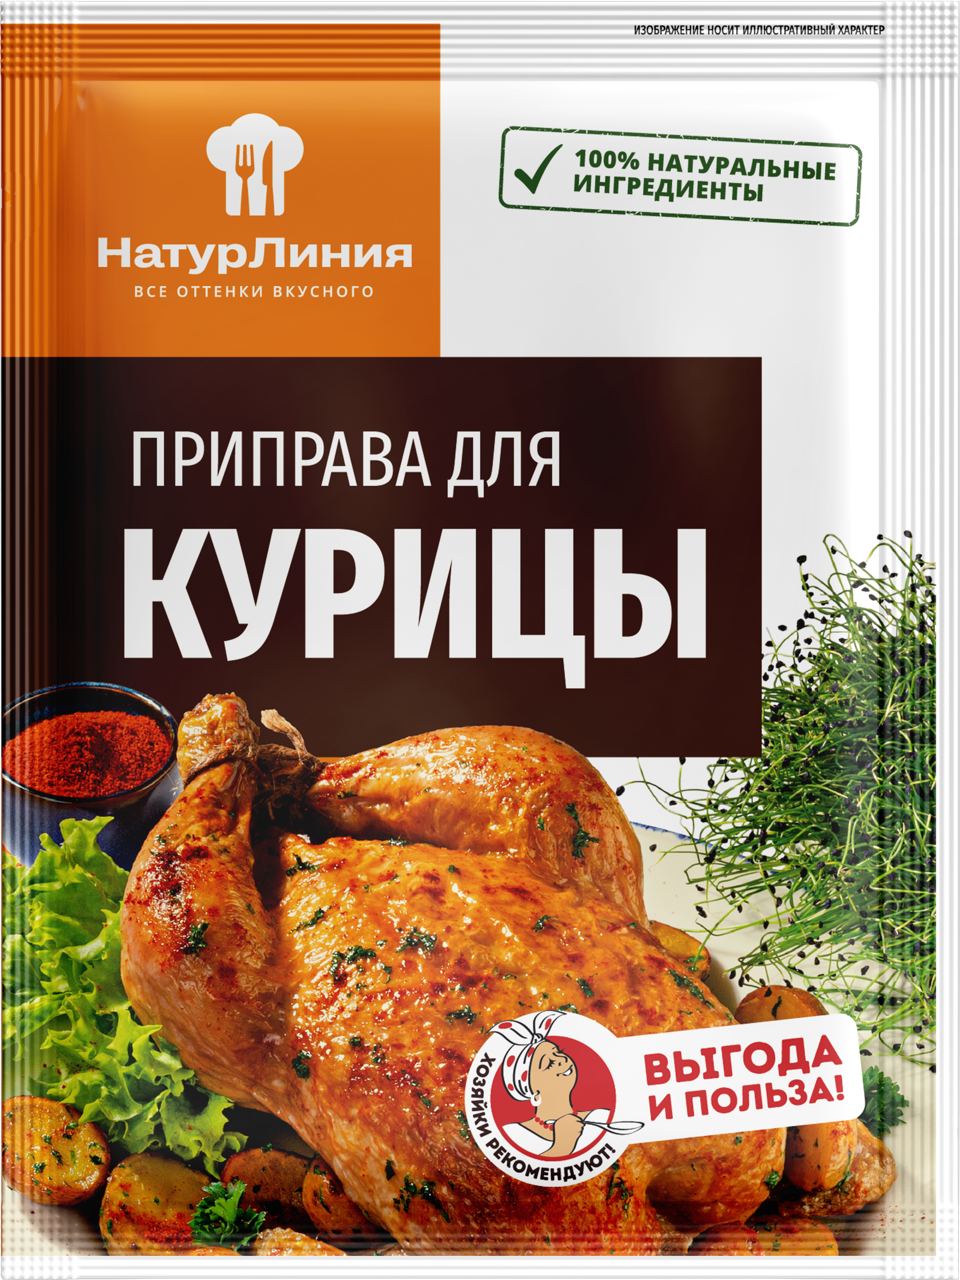 ИЗОБРАЖЕНИЕ НОСИТ ИЛЛЮСТРАТИВНЫЙ ХАРАКТЕР
100% НАТУРАЛЬНЫЕ
ИНГРЕДИЕНТЫ
НатурЛиния
ВСЕ ОТТЕНКИ ВКУСНОГО
ПРИПРАВА ДЛЯ
КУРИЦЫ
ВЫГОДА
И ПОЛЬЗА!
ХОЗЯЙКИ РЕКОМЕНДУЮТ!